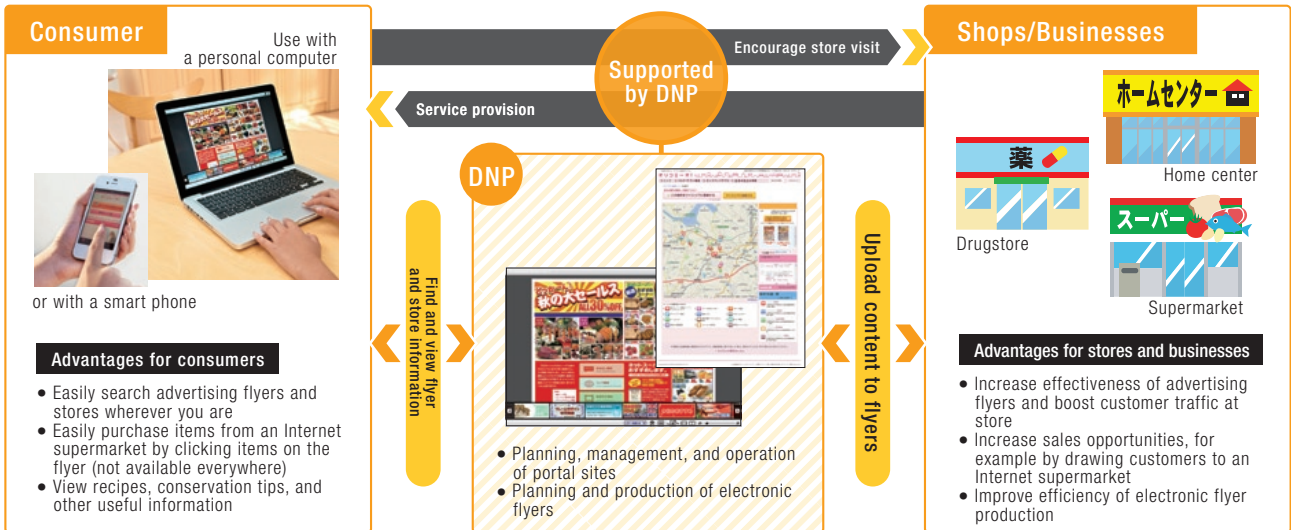 Consumer
Use with
a personal computer
or with a smart phone
Advantages for consumers
• Easily search advertising flyers and
stores wherever you are
• Easily purchase items from an Internet
supermarket by clicking items on the
flyer (not available everywhere)
• View recipes, conservation tips, and
other useful information
Encourage store visit
Supported
by DNP
Service provision
DNP
Find and view flyer
and store information
秋の大セールス
30%OFF
• Planning, management, and operation
of portal sites
• Planning and production of electronic
flyers
Upload content to flyers
Shops/Businesses
ホームセンター
Home center
薬
Drugstore
スーパー
Supermarket
Advantages for stores and businesses
• Increase effectiveness of advertising
flyers and boost customer traffic at
store
• Increase sales opportunities, for
example by drawing customers to an
Internet supermarket
• Improve efficiency of electronic flyer
production